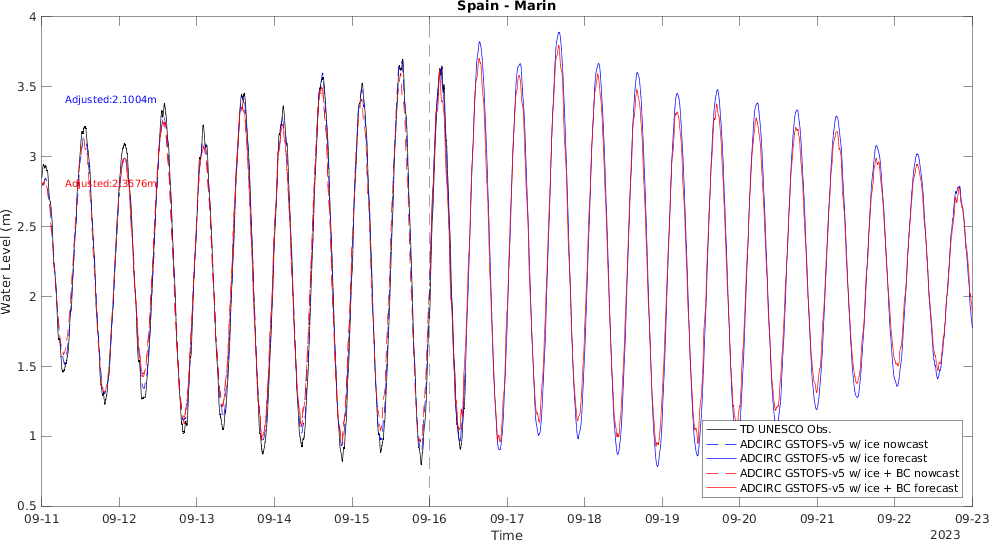 Spain - Marin
4
3.5
3
2.5
2
1.5
1
0.5
Water Level (m)
Adjusted:2.1004m
Adjusted:2.3576m
TD UNESCO Obs.
ADCIRC GSTOFS-v5 w/ ice nowcast
ADCIRC GSTOFS-v5 w/ ice forecast
ADCIRC GSTOFS-v5 w/ ice + BC nowcast
ADCIRC GSTOFS-v5 w/ ice + BC forecast
09-11 09-12 09-13 09-14 09-15 09-16 09-17 09-18 09-19 09-20 09-21 09-22 09-23
Time
2023